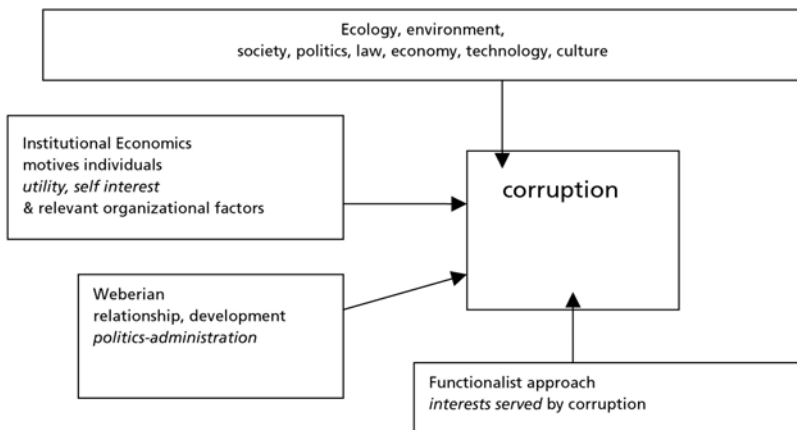 Ecology, environment,
society, politics, law, economy, technology, culture
Institutional Economics
motives individuals
utility, self interest
& relevant organizational factors
corruption
Weberian
relationship, development
politics-administration
Functionalist approach
interests served by corruption